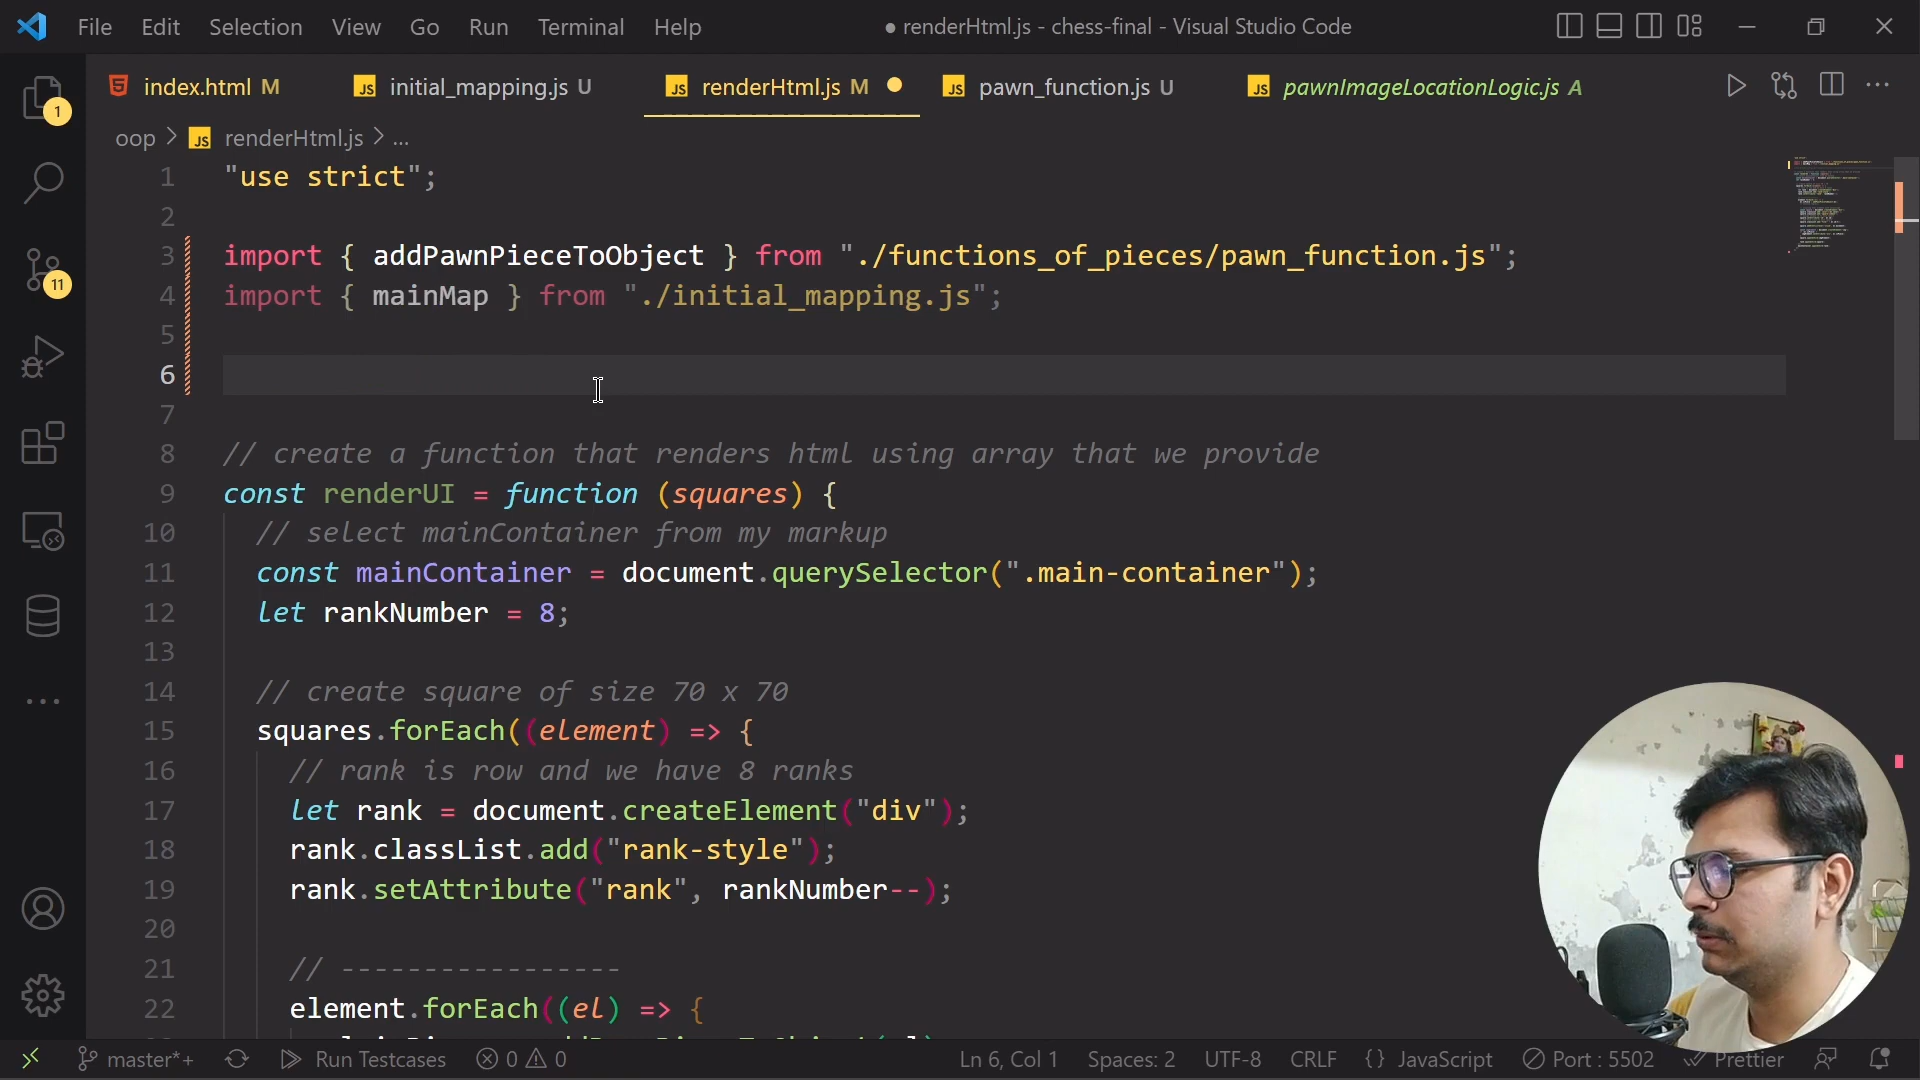 File Edit Selection View Go Run Terminal Help ● renderHtml.js - chess-final - Visual Studio Code
index.html M JS initial_mapping.js U JS renderHtml.js M JS pawn_function.js U JS pawnImageLocationLogic.js A
oop > JS renderHtml.js > ...
1 "use strict";
2
3 import { addPawnPieceToObject } from "./functions_of_pieces/pawn_function.js";
4 import { mainMap } from "./initial_mapping.js";
5
6
7
8 // create a function that renders html using array that we provide
9 const renderUI = function (squares) {
10 // select mainContainer from my markup
11 const mainContainer = document.querySelector(".main-container");
12 let rankNumber = 8;
13
14 // create square of size 70 x 70
15 squares.forEach((element) => {
16 // rank is row and we have 8 ranks
17 let rank = document.createElement("div");
18 rank.classList.add("rank-style");
19 rank.setAttribute("rank", rankNumber--);
20
21 // -----------------
22 element.forEach((el) => {
1
11
master*+ Run Testcases 0 0 Ln 6, Col 1 Spaces: 2 UTF-8 CRLF {} JavaScript Port : 5502 Prettier